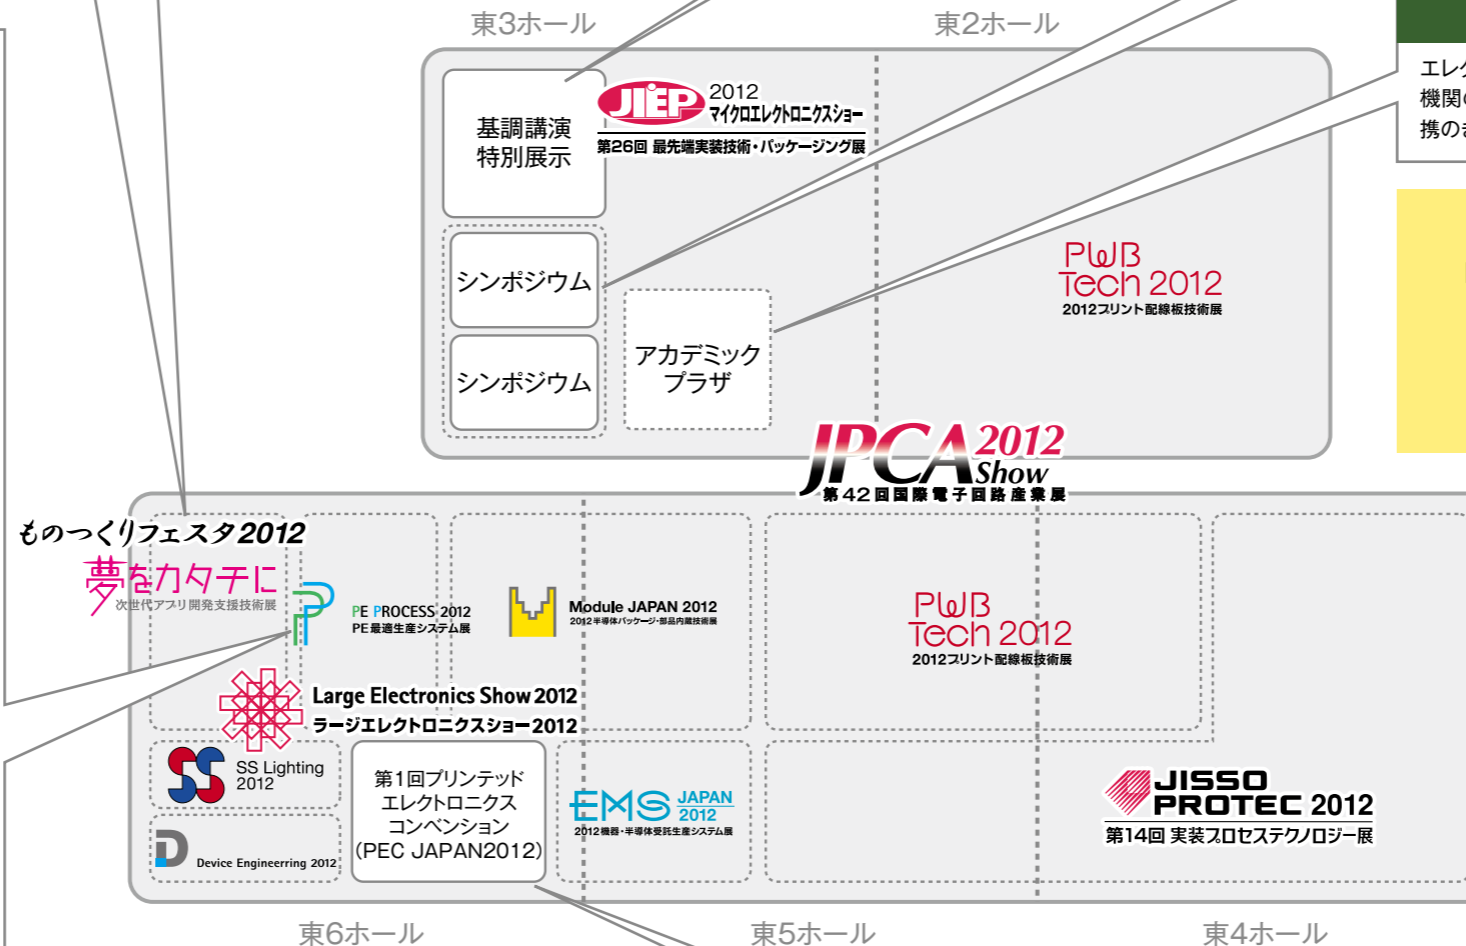 東3ホール
東2ホール
基調講演
特別展示
JIEP 2012
マイクロエレクトロニクスショー
第26回 最先端実装技術・パッケージング展
エレク
機関の
携のき
シンポジウム
シンポジウム
アカデミック
プラザ
PWB
Tech 2012
2012プリント配線板技術展
JPCA 2012
Show
第42回国際電子回路産業展
ものつくりフェスタ2012
夢をカタチに
次世代アプリ開発支援技術展
PE PROCESS 2012
PE最適生産システム展
Module JAPAN 2012
2012半導体パッケージ・部品内蔵技術展
PWB
Tech 2012
2012プリント配線板技術展
Large Electronics Show 2012
ラージエレクトロニクスショー2012
SS Lighting
2012
Device Engineerring 2012
第1回プリンテッド
エレクトロニクス
コンベンション
(PEC JAPAN2012)
EMS JAPAN
2012
2012機器・半導体受託生産システム展
JISSO
PROTEC 2012
第14回 実装プロセステクノロジー展
東6ホール
東5ホール
東4ホール